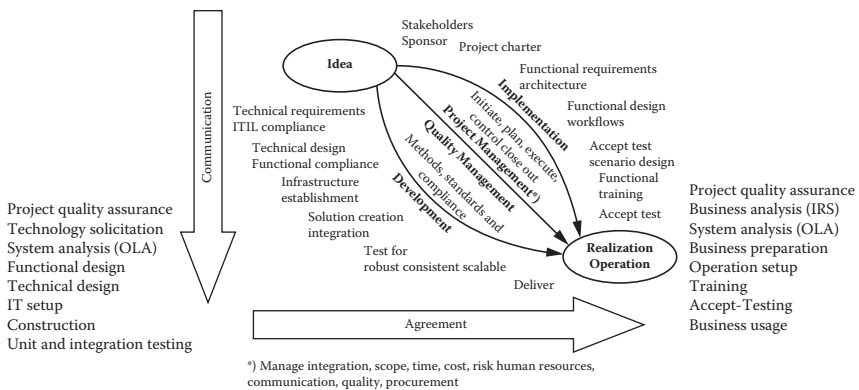 Stakeholders
Sponsor
Project charter
Idea
Functional requirements
architecture
Functional design
workflows
Accept test
scenario design
Functional
training
Accept test
Implementation
Initiate, plan, execute,
control close out
Project Management*)
Quality Management
Methods, standards and
compliance
Development
Technical requirements
ITIL compliance
Technical design
Functional compliance
Infrastructure
establishment
Solution creation
integration
Test for
robust consistent scalable
Deliver
Realization
Operation
Communication
Project quality assurance
Technology solicitation
System analysis (OLA)
Functional design
Technical design
IT setup
Construction
Unit and integration testing
Project quality assurance
Business analysis (IRS)
System analysis (OLA)
Business preparation
Operation setup
Training
Accept-Testing
Business usage
Agreement
*) Manage integration, scope, time, cost, risk human resources,
communication, quality, procurement